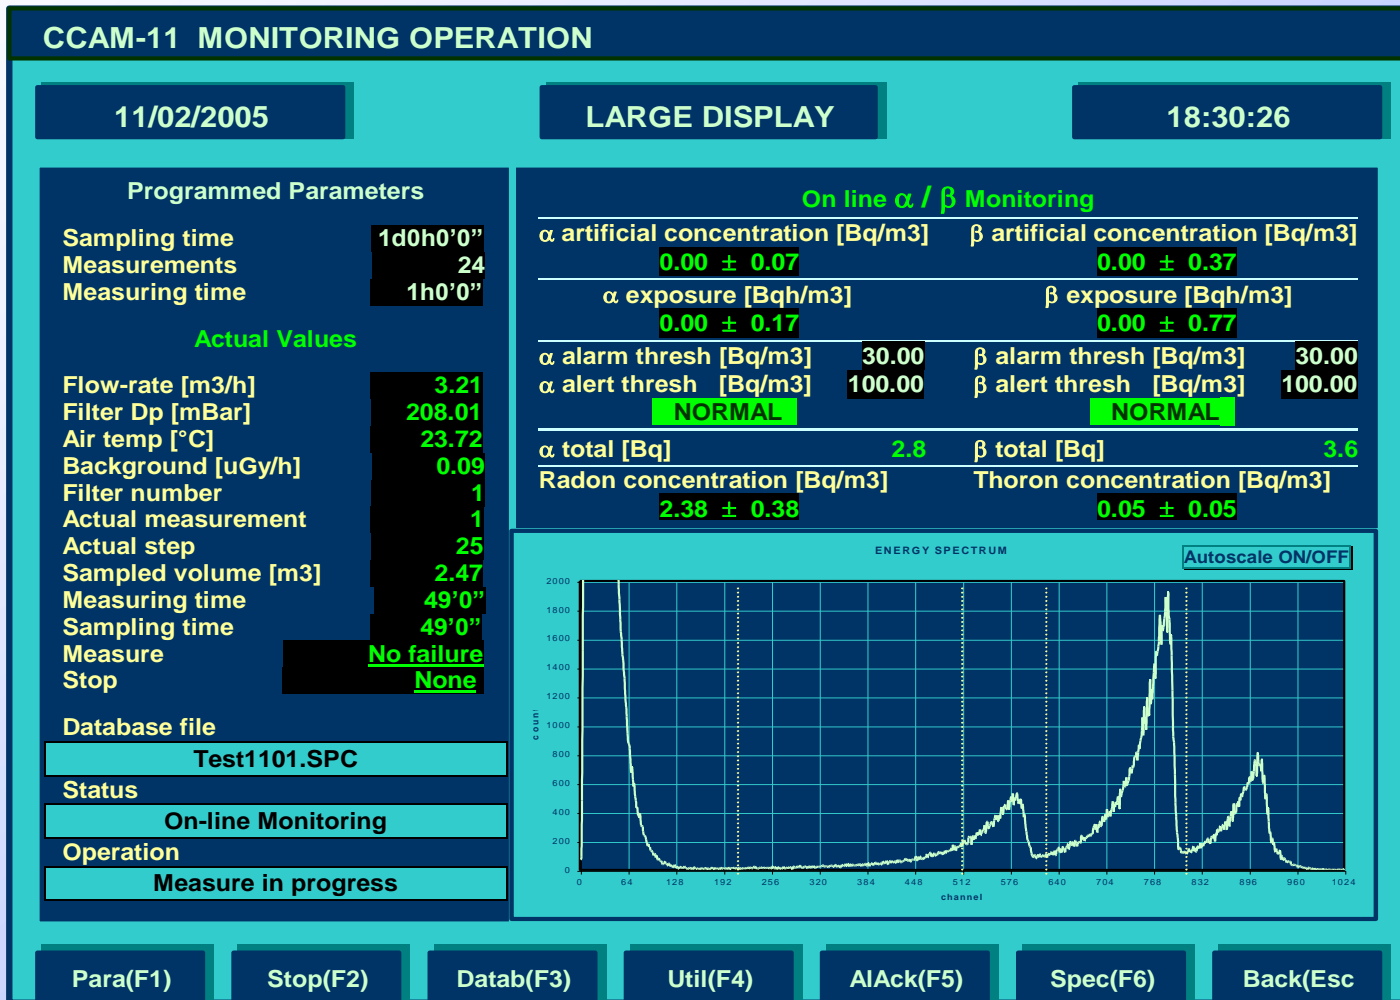 CCAM-11 MONITORING OPERATION
11/02/2005
LARGE DISPLAY
18:30:26
Programmed Parameters
Sampling time 1d0h0'0”
Measurements 24
Measuring time 1h0'0”
Actual Values
Flow-rate [m3/h] 3.21
Filter Dp [mBar] 208.01
Air temp [°C] 23.72
Background [uGy/h] 0.09
Filter number 1
Actual measurement 1
Actual step 25
Sampled volume [m3] 2.47
Measuring time 49'0”
Sampling time 49'0”
Measure No failure
Stop None
Database file
Test1101.SPC
Status
On-line Monitoring
Operation
Measure in progress
On line α / β Monitoring
α artificial concentration [Bq/m3] β artificial concentration [Bq/m3]
0.00 ± 0.07 0.00 ± 0.37
α exposure [Bqh/m3] β exposure [Bqh/m3]
0.00 ± 0.17 0.00 ± 0.77
α alarm thresh [Bq/m3] 30.00 β alarm thresh [Bq/m3] 30.00
α alert thresh [Bq/m3] 100.00 β alert thresh [Bq/m3] 100.00
NORMAL NORMAL
α total [Bq] 2.8 β total [Bq] 3.6
Radon concentration [Bq/m3] Thoron concentration [Bq/m3]
2.38 ± 0.38 0.05 ± 0.05
ENERGY SPECTRUM
Autoscale ON/OFF
2000
1800
1600
1400
1200
1000
800
600
400
200
0
count
0 64 128 192 256 320 384 448 512 576 640 704 768 832 896 960 1024
channel
Para(F1) Stop(F2) Datab(F3) Util(F4) AlAck(F5) Spec(F6) Back(Esc